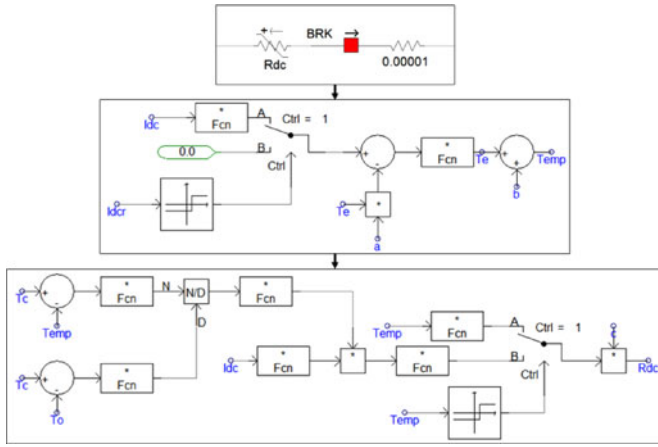 BRK
Rdc
0.00001
Idc
*
Fcn
A
Ctrl = 1
0.0
B
Ctrl
Idcr
+
-
*
Fcn
Te
+
+
Temp
b
Te
*
a
Tc
+
-
Temp
*
Fcn
N
N/D
D
*
Fcn
Tc
+
-
To
*
Fcn
Idc
*
Fcn
*
*
Fcn
Temp
*
Fcn
A
Ctrl = 1
B
Ctrl
Temp
c
*
Rdc